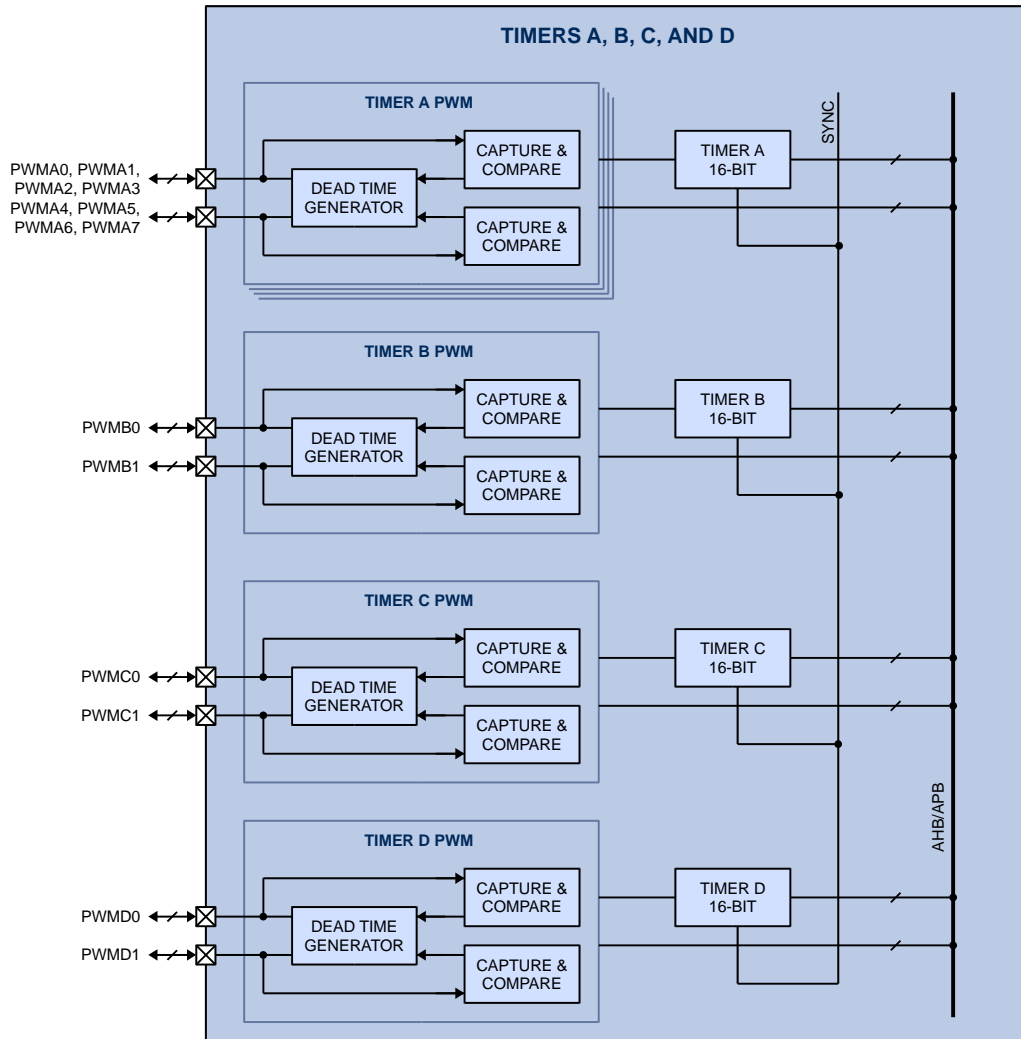 TIMERS A, B, C, AND D
TIMER A PWM
SYNC
CAPTURE &
COMPARE
TIMER A
16-BIT
PWMA0, PWMA1,
PWMA2, PWMA3
DEAD TIME
GENERATOR
PWMA4, PWMA5,
PWMA6, PWMA7
CAPTURE &
COMPARE
TIMER B PWM
CAPTURE &
COMPARE
TIMER B
16-BIT
PWMB0
DEAD TIME
GENERATOR
PWMB1
CAPTURE &
COMPARE
TIMER C PWM
CAPTURE &
COMPARE
TIMER C
16-BIT
PWMC0
DEAD TIME
GENERATOR
PWMC1
CAPTURE &
COMPARE
AHB/APB
TIMER D PWM
CAPTURE &
COMPARE
TIMER D
16-BIT
PWMD0
DEAD TIME
GENERATOR
PWMD1
CAPTURE &
COMPARE